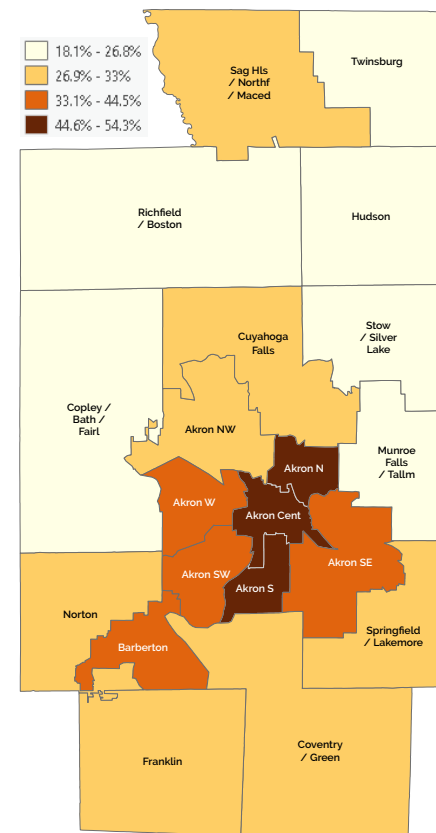 18.1% - 26.8%
26.9% - 33%
33.1% - 44.5%
44.6% - 54.3%
Sag Hls
/ Northf
/ Maced
Twinsburg
Richfield
/ Boston
Hudson
Cuyahoga
Falls
Stow
/ Silver
Lake
Copley /
Bath /
Fairl
Akron NW
Munroe
Falls
/ Tallm
Akron N
Akron W
Akron Cent
Akron SE
Akron SW
Akron S
Norton
Springfield
/ Lakemore
Barberton
Franklin
Coventry
/ Green